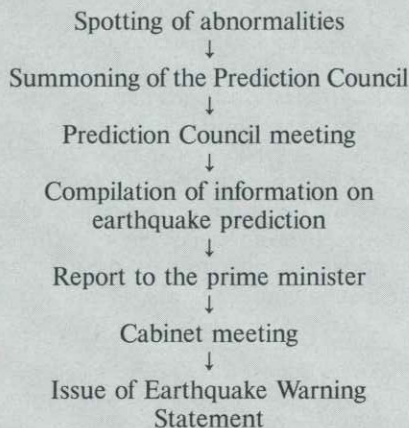 Spotting of abnormalities
↓
Summoning of the Prediction Council
↓
Prediction Council meeting
↓
Compilation of information on
earthquake prediction
↓
Report to the prime minister
↓
Cabinet meeting
↓
Issue of Earthquake Warning
Statement